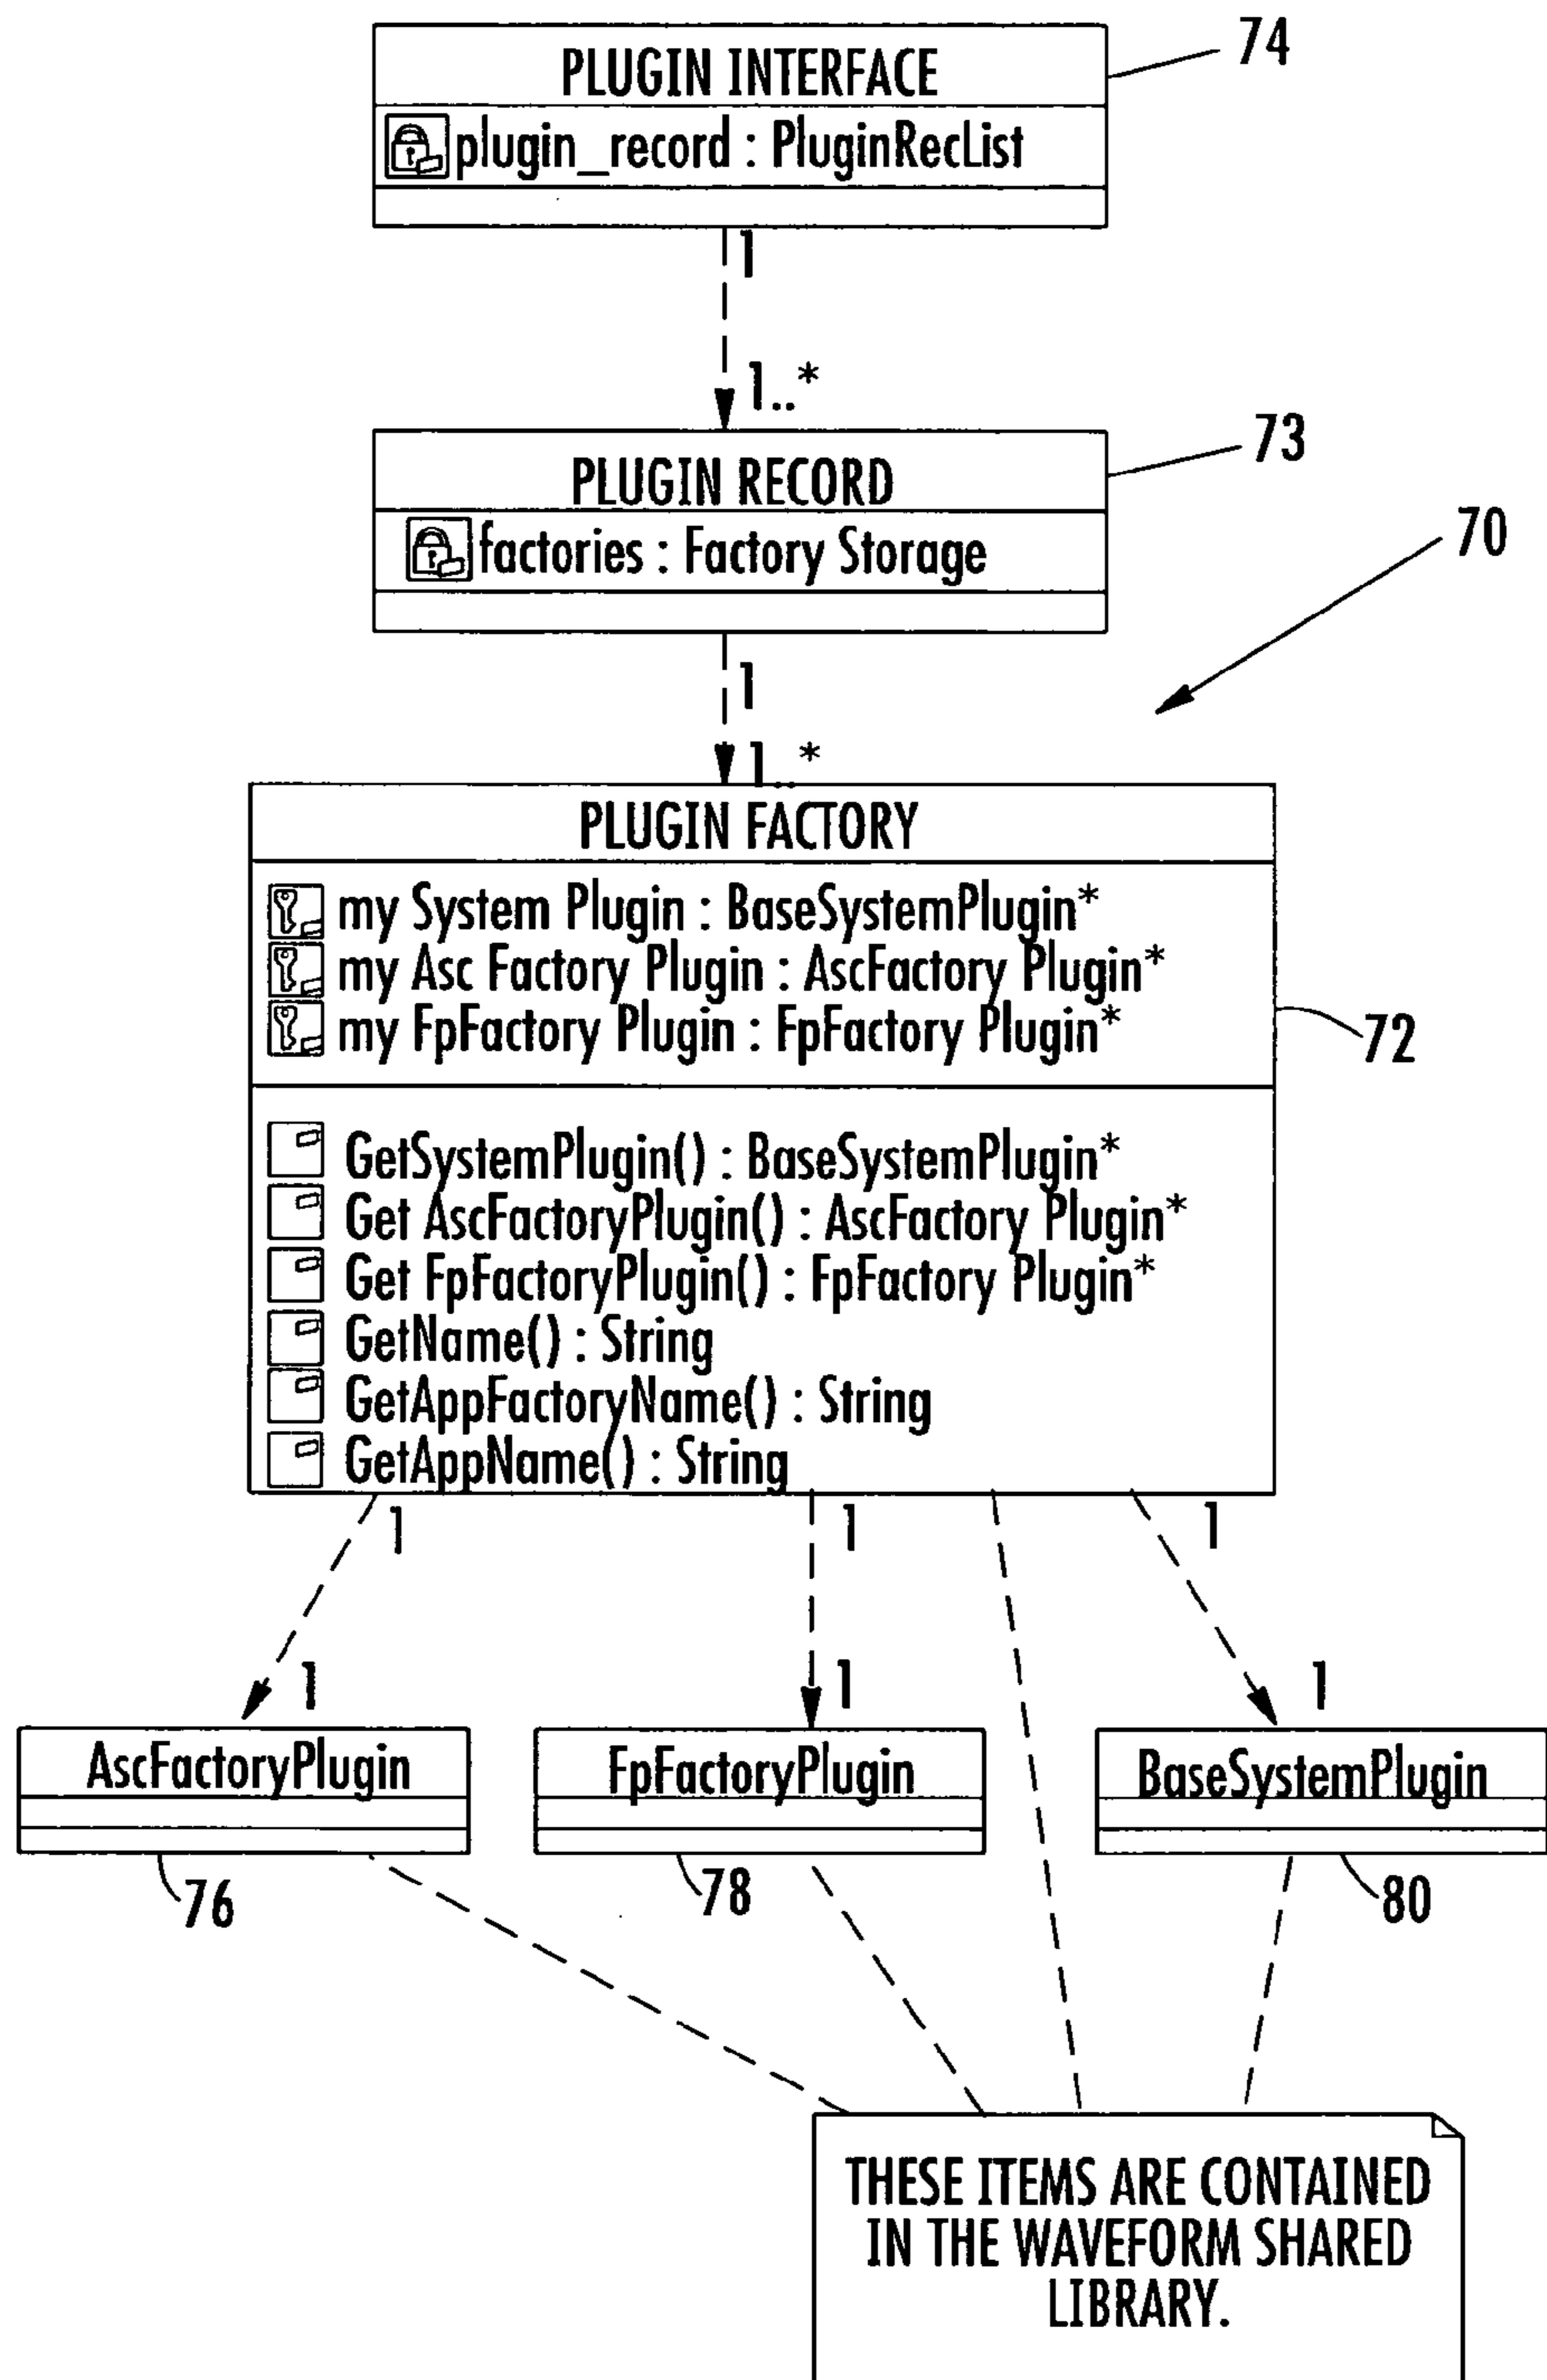 74
PLUGIN INTERFACE
plugin_record : PluginRecList
1
1..*
73
PLUGIN RECORD
factories : Factory Storage
70
1
1..*
PLUGIN FACTORY
my System Plugin : BaseSystemPlugin*
my Asc Factory Plugin : AscFactory Plugin*
my FpFactory Plugin : FpFactory Plugin*
72
GetSystemPlugin() : BaseSystemPlugin*
Get AscFactoryPlugin() : AscFactory Plugin*
Get FpFactoryPlugin() : FpFactory Plugin*
GetName() : String
GetAppFactoryName() : String
GetAppName() : String
1 1 1
1 1 1
AscFactoryPlugin FpFactoryPlugin BaseSystemPlugin
76 78 80
THESE ITEMS ARE CONTAINED
IN THE WAVEFORM SHARED
LIBRARY.